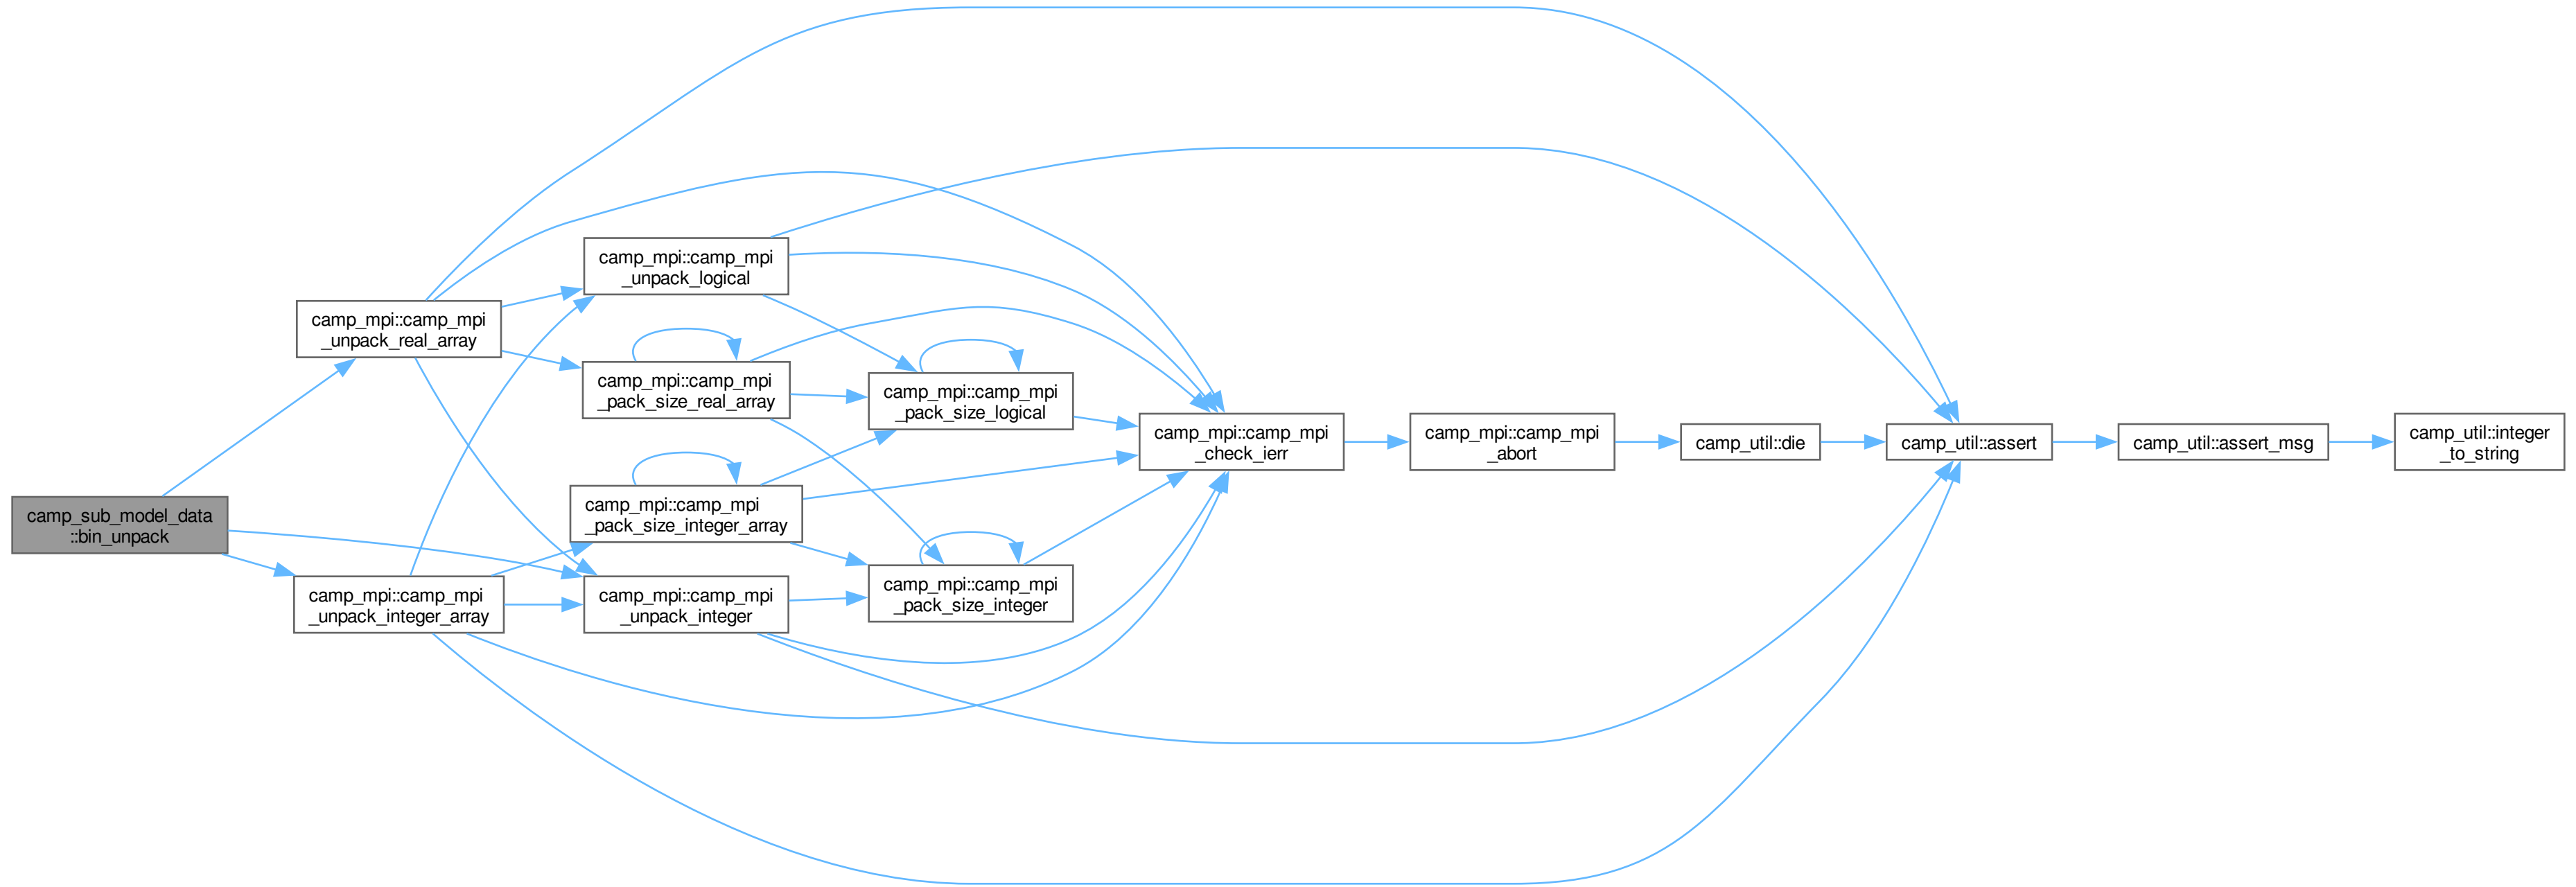 camp_sub_model_data
::bin_unpack
camp_mpi::camp_mpi
_unpack_real_array
camp_mpi::camp_mpi
_unpack_integer_array
camp_mpi::camp_mpi
_unpack_logical
camp_mpi::camp_mpi
_pack_size_real_array
camp_mpi::camp_mpi
_pack_size_integer_array
camp_mpi::camp_mpi
_unpack_integer
camp_mpi::camp_mpi
_pack_size_logical
camp_mpi::camp_mpi
_pack_size_integer
camp_mpi::camp_mpi
_check_ierr
camp_mpi::camp_mpi
_abort
camp_util::die
camp_util::assert
camp_util::assert_msg
camp_util::integer
_to_string